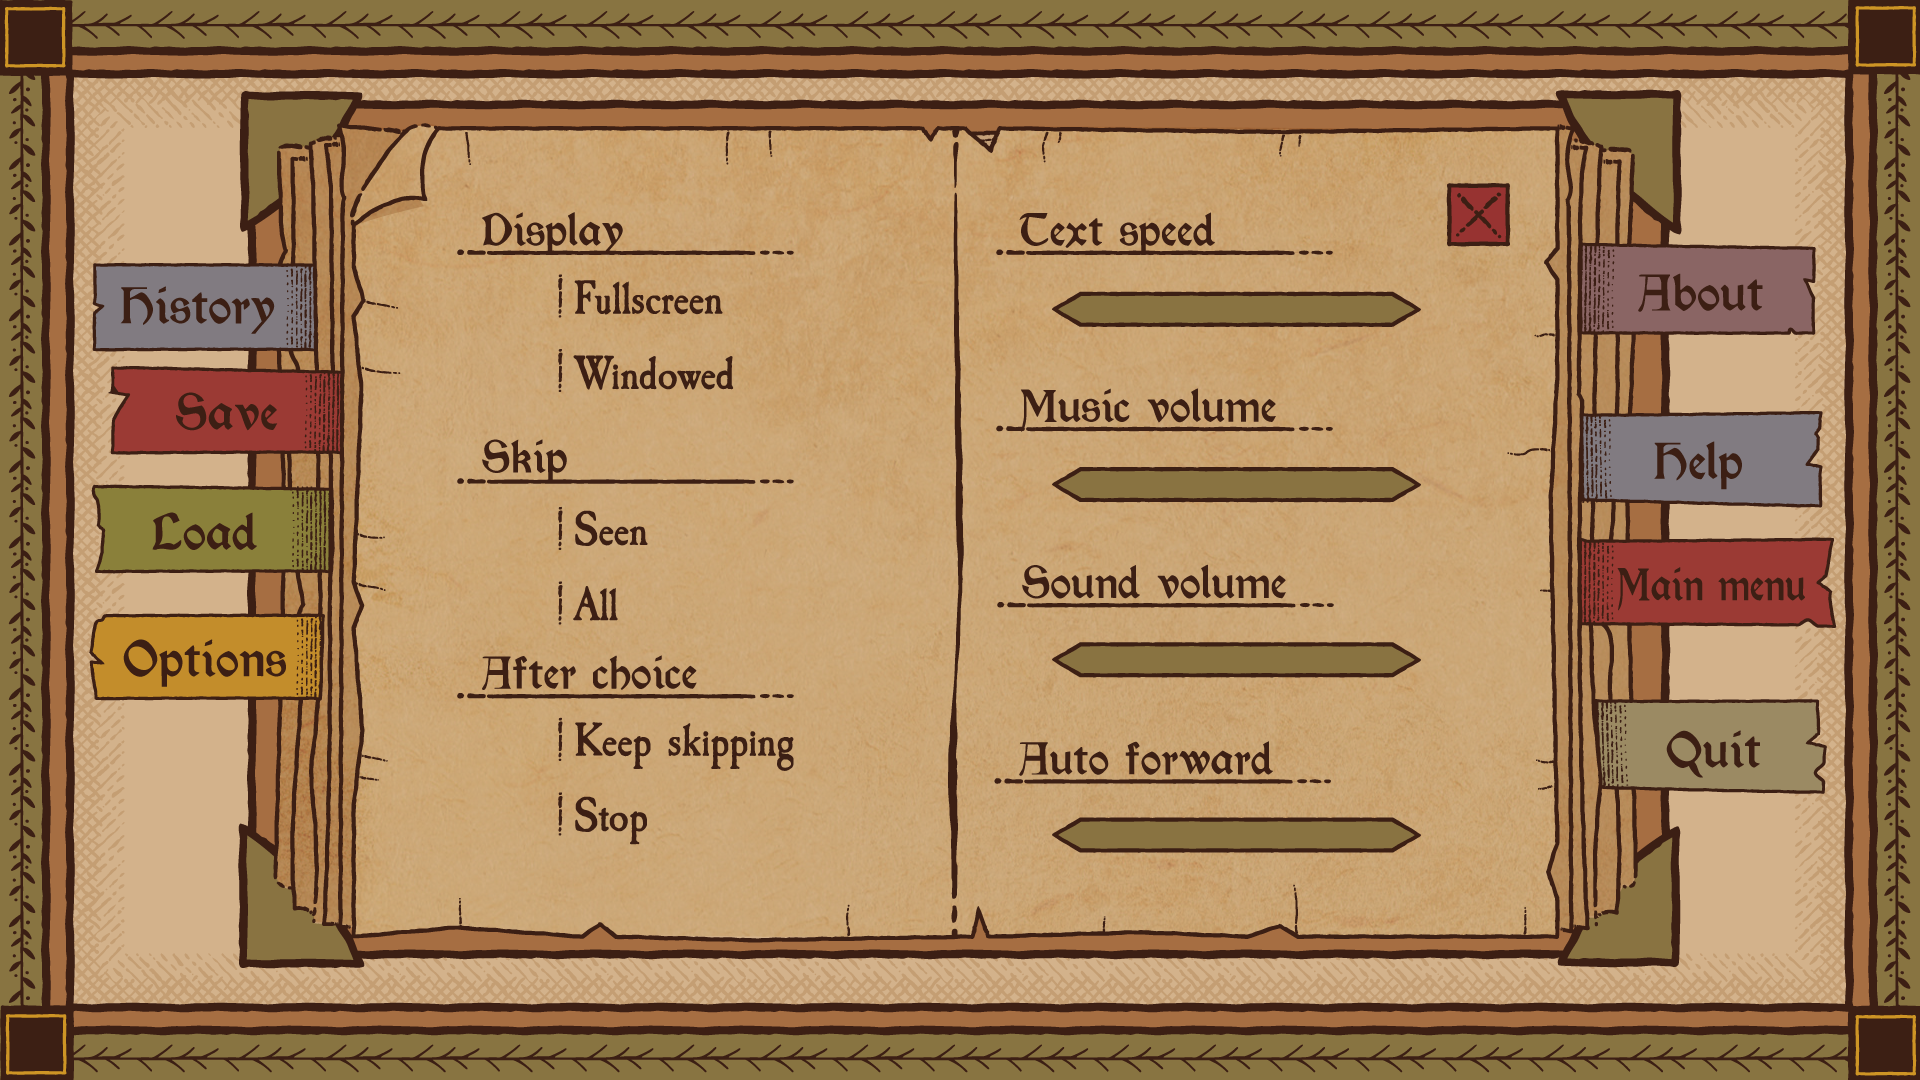 History
Save
Load
Options
Display
Fullscreen
Windowed
Skip
Seen
All
After choice
Keep skipping
Stop
Text speed
Music volume
Sound volume
Auto forward
About
Help
Main menu
Quit